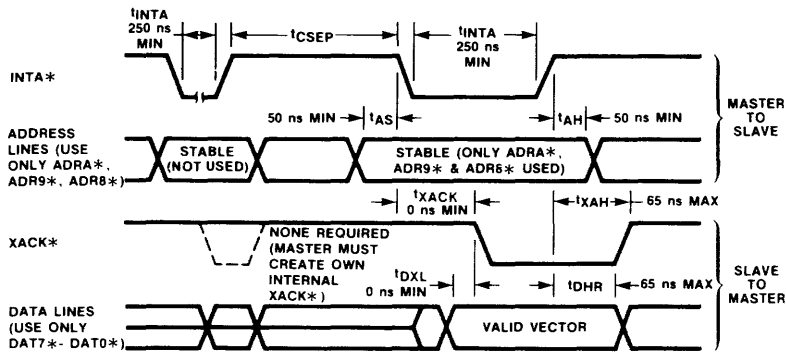 tINTA
250 ns
MIN
tCSEP
tINTA
250 ns
MIN
INTA*
50 ns MIN
tAS
tAH
50 ns MIN
MASTER
TO
SLAVE
ADDRESS
LINES (USE
ONLY ADRA*,
ADR9*, ADR8*)
STABLE
(NOT USED)
STABLE (ONLY ADRA*,
ADR9* & ADR8* USED)
tXACK
0 ns MIN
tXAH
65 ns MAX
XACK*
NONE REQUIRED
(MASTER MUST
CREATE OWN
INTERNAL
XACK*)
tDXL
0 ns MIN
tDHR
65 ns MAX
SLAVE
TO
MASTER
DATA LINES
(USE ONLY
DAT7*- DAT0*)
VALID VECTOR